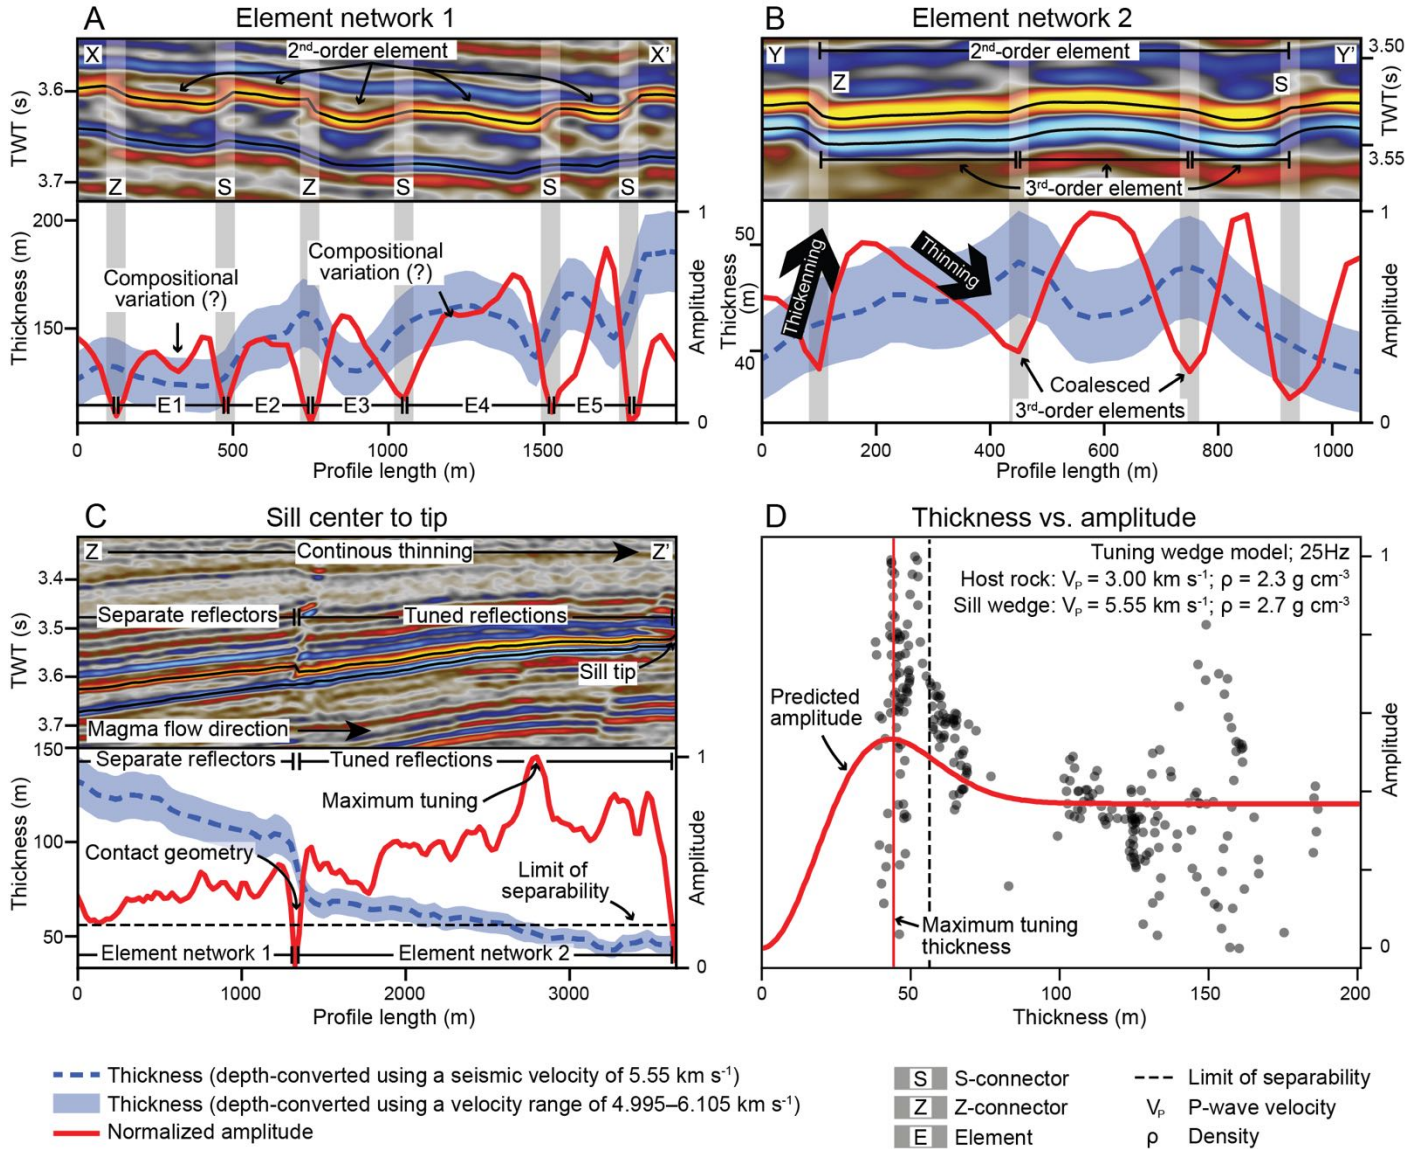 A
Element network 1
X
2nd-order element
X'
TWT (s)
3.6
3.7
Z
S
Z
S
S
S
Thickness (m)
200
150
Compositional
variation (?)
Compositional
variation (?)
E1
E2
E3
E4
E5
1
Amplitude
0
0
500
1000
1500
Profile length (m)
B
Element network 2
Y
2nd-order element
Y'
Z
S
3.50
TWT(s)
3.55
3rd-order element
Thickness
(m)
50
40
Thickenning
Thinning
Coalesced
3rd-order elements
1
Amplitude
0
0
200
400
600
800
1000
Profile length (m)
C
Sill center to tip
Z
Continous thinning
Z'
TWT (s)
3.4
3.5
3.6
3.7
Separate reflectors
Tuned reflections
Sill tip
Magma flow direction
Thickness (m)
150
100
50
Separate reflectors
Tuned reflections
Maximum tuning
Contact geometry
Limit of
separability
Element network 1
Element network 2
1
Amplitude
0
0
1000
2000
3000
Profile length (m)
D
Thickness vs. amplitude
Tuning wedge model; 25Hz
Host rock: VP = 3.00 km s-1; ρ = 2.3 g cm-3
Sill wedge: VP = 5.55 km s-1; ρ = 2.7 g cm-3
Predicted
amplitude
Maximum tuning
thickness
1
Amplitude
0
0
50
100
150
200
Thickness (m)
Thickness (depth-converted using a seismic velocity of 5.55 km s-1)
Thickness (depth-converted using a velocity range of 4.995–6.105 km s-1)
Normalized amplitude
S S-connector
Z Z-connector
E Element
Limit of separability
VP P-wave velocity
ρ Density